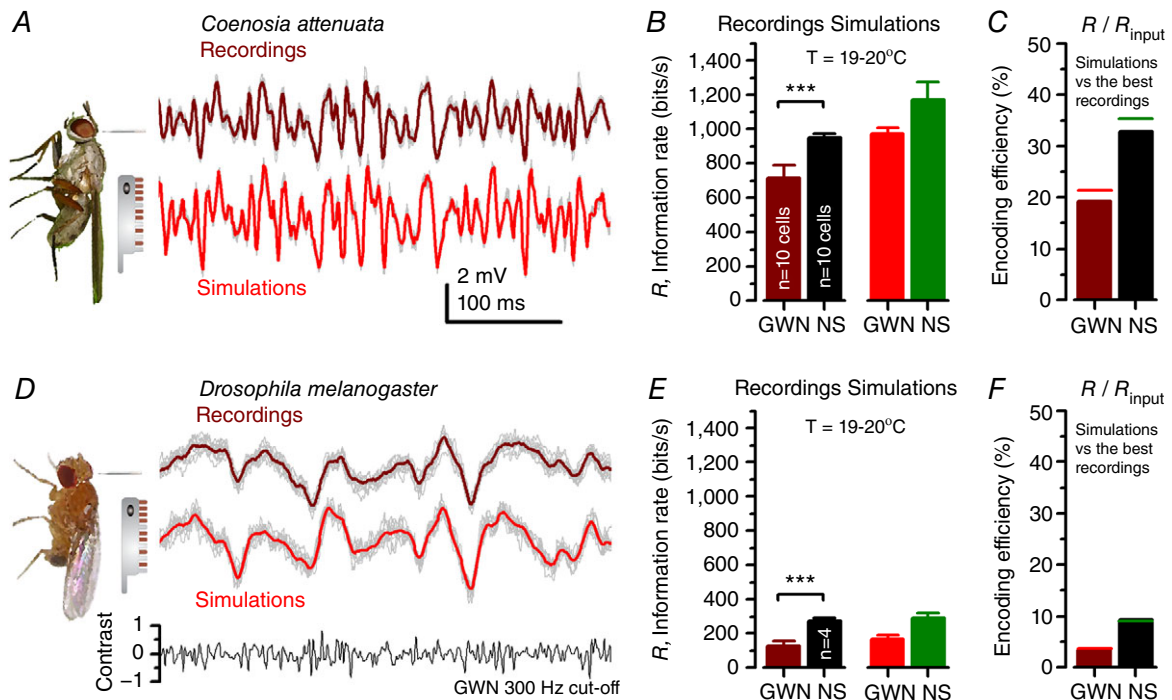 A
Coenosia attenuata
Recordings
Simulations
2 mV
100 ms
B
Recordings Simulations
T = 19-20°C
R, Information rate (bits/s)
1,400
1,200
1,000
800
600
400
200
0
***
n=10 cells
n=10 cells
GWN NS
GWN NS
C
R / Rinput
Simulations
vs the best
recordings
Encoding efficiency (%)
50
40
30
20
10
0
GWN NS
D
Drosophila melanogaster
Recordings
Simulations
Contrast
1
0
−1
GWN 300 Hz cut-off
E
Recordings Simulations
T = 19-20°C
R, Information rate (bits/s)
1,400
1,200
1,000
800
600
400
200
0
***
n=4
GWN NS
GWN NS
F
R / Rinput
Simulations
vs the best
recordings
Encoding efficiency (%)
50
40
30
20
10
0
GWN NS